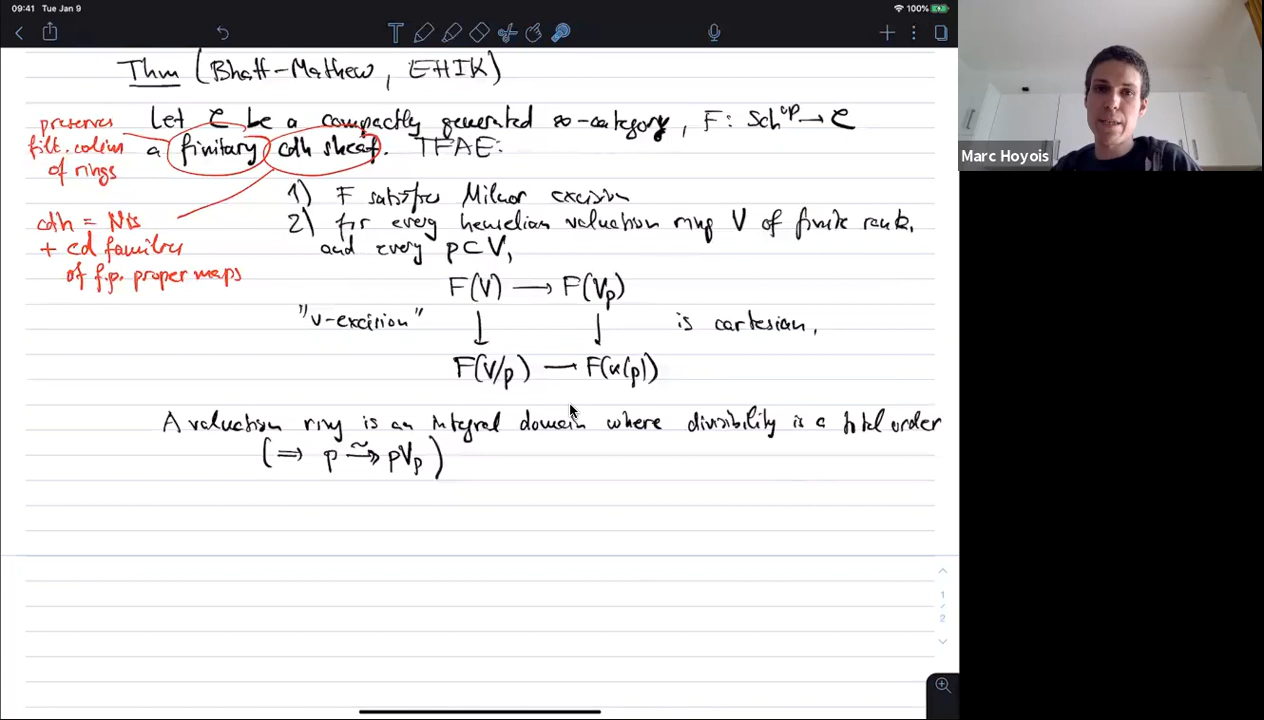 09:41 Tue Jan 9
100%
Thm (Bhatt-Mathew, EHIK)
Let C be a compactly generated ∞-category, F: Sch^op → C
a finitary cdh sheaf. TFAE:
preserves
filt. colim
of rings
cdh = Nis
+ cd families
of f.p. proper maps
1) F satisfies Milnor excision
2) for every henselian valuation ring V of finite rank,
and every p ⊂ V,
F(V) → F(V_p)
"v-excision" ↓ ↓ is cartesian.
F(V/p) → F(κ(p))
A valuation ring is an integral domain where divisibility is a total order
(⇒ p ↠~ pV_p)
1
/
2
Marc Hoyois